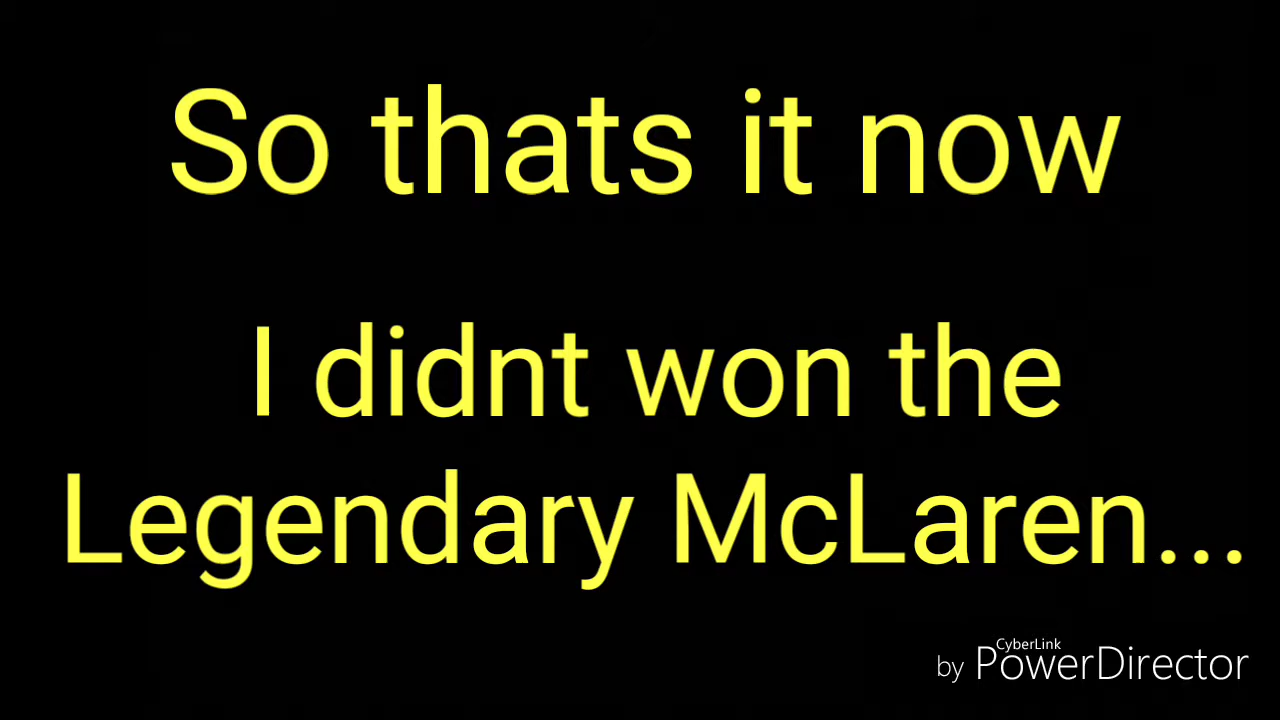 So thats it now
I didnt won the
Legendary McLaren...
CyberLink
by PowerDirector